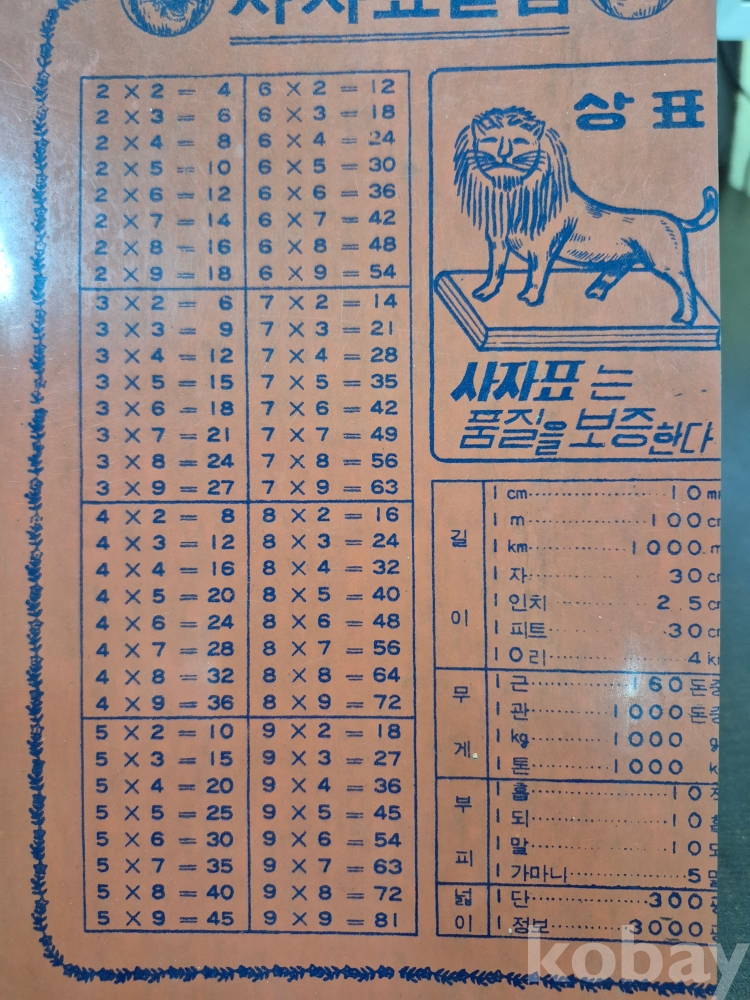 2 × 2 = 4
2 × 3 = 6
2 × 4 = 8
2 × 5 = 10
2 × 6 = 12
2 × 7 = 14
2 × 8 = 16
2 × 9 = 18
3 × 2 = 6
3 × 3 = 9
3 × 4 = 12
3 × 5 = 15
3 × 6 = 18
3 × 7 = 21
3 × 8 = 24
3 × 9 = 27
4 × 2 = 8
4 × 3 = 12
4 × 4 = 16
4 × 5 = 20
4 × 6 = 24
4 × 7 = 28
4 × 8 = 32
4 × 9 = 36
5 × 2 = 10
5 × 3 = 15
5 × 4 = 20
5 × 5 = 25
5 × 6 = 30
5 × 7 = 35
5 × 8 = 40
5 × 9 = 45
6 × 2 = 12
6 × 3 = 18
6 × 4 = 24
6 × 5 = 30
6 × 6 = 36
6 × 7 = 42
6 × 8 = 48
6 × 9 = 54
7 × 2 = 14
7 × 3 = 21
7 × 4 = 28
7 × 5 = 35
7 × 6 = 42
7 × 7 = 49
7 × 8 = 56
7 × 9 = 63
8 × 2 = 16
8 × 3 = 24
8 × 4 = 32
8 × 5 = 40
8 × 6 = 48
8 × 7 = 56
8 × 8 = 64
8 × 9 = 72
9 × 2 = 18
9 × 3 = 27
9 × 4 = 36
9 × 5 = 45
9 × 6 = 54
9 × 7 = 63
9 × 8 = 72
9 × 9 = 81
상표
사자표는
품질을 보증한다
길이
1 cm 10
1 m 100
1 km 1000
1 자 30
1 인치 2.5
1 피트 30
10리 4
무게
1 근 160
1 관 1000
1 kg 1000 g
1 톤 1000
부피
1 홉 10
1 되 10
1 말 10
1 가마니 5
넓이
1 단 300
1 정보 3000
kobay